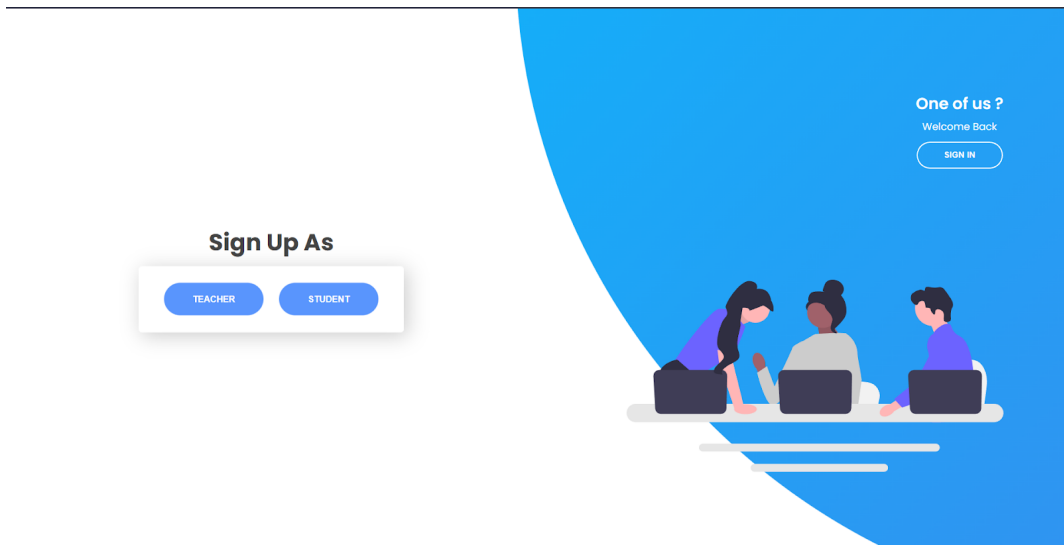 One of us ?
Welcome Back
SIGN IN
Sign Up As
TEACHER
STUDENT